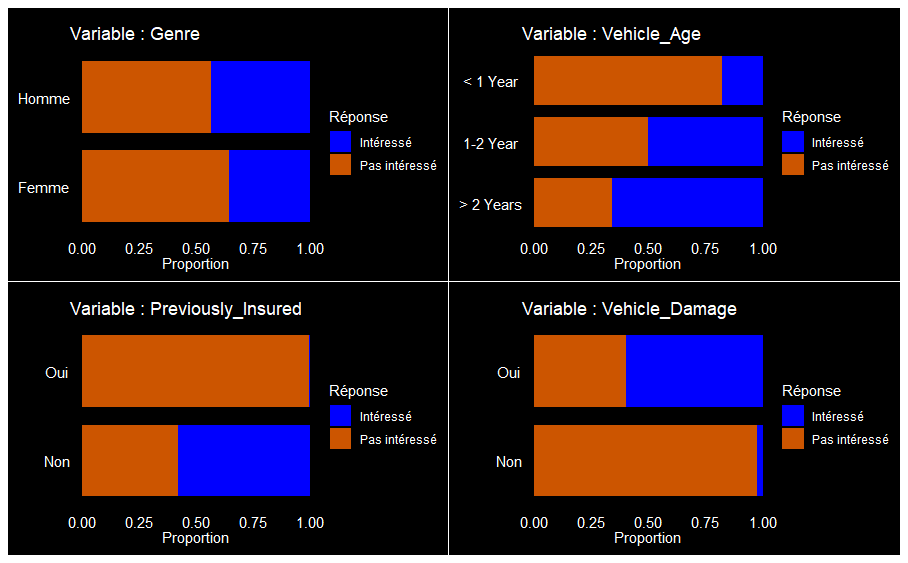 Variable : Genre
Homme
Femme
0.00 0.25 0.50 0.75 1.00
Proportion
Réponse
Intéressé
Pas intéressé
Variable : Vehicle_Age
< 1 Year
1-2 Year
> 2 Years
0.00 0.25 0.50 0.75 1.00
Proportion
Réponse
Intéressé
Pas intéressé
Variable : Previously_Insured
Oui
Non
0.00 0.25 0.50 0.75 1.00
Proportion
Réponse
Intéressé
Pas intéressé
Variable : Vehicle_Damage
Oui
Non
0.00 0.25 0.50 0.75 1.00
Proportion
Réponse
Intéressé
Pas intéressé